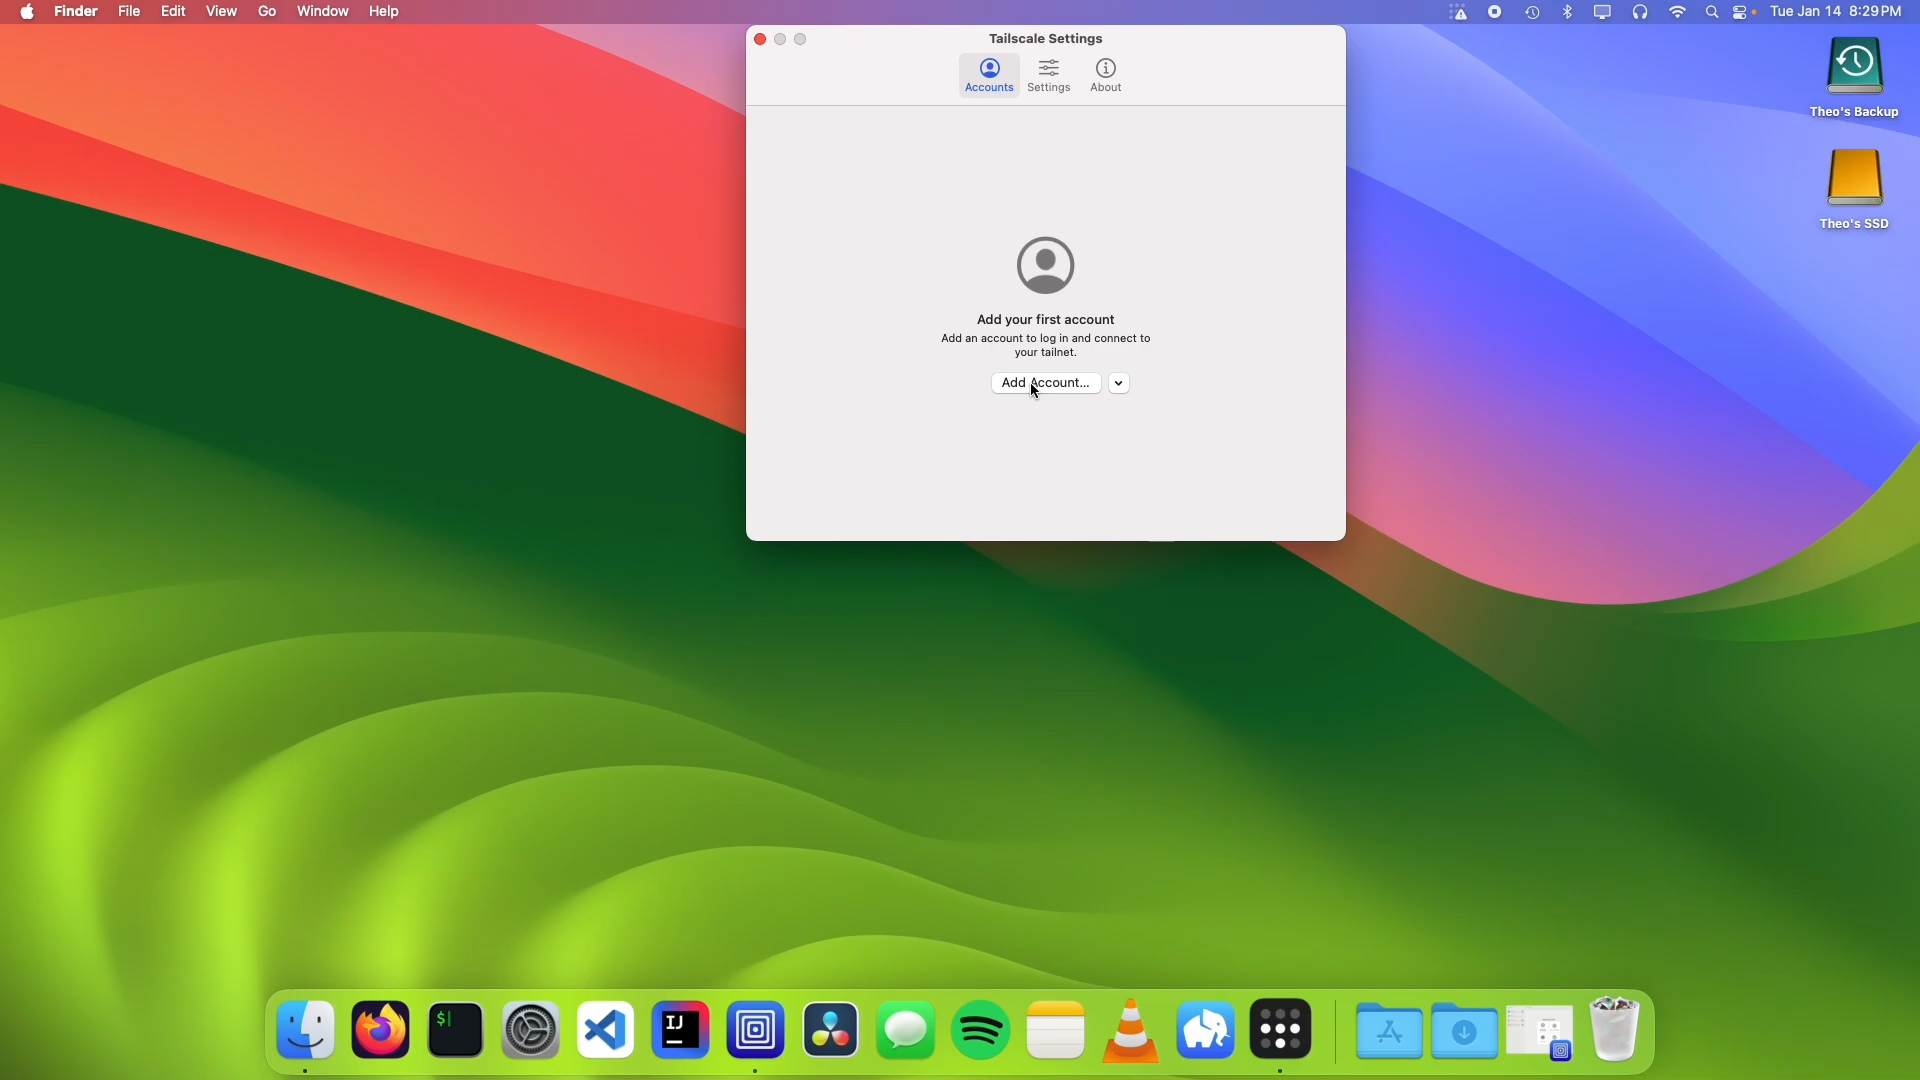 Finder File Edit View Go Window Help Tue Jan 14 8:29 PM
Tailscale Settings
Accounts Settings About
Theo's Backup
Theo's SSD
Add your first account
Add an account to log in and connect to
your tailnet.
Add Account...
$
IJ